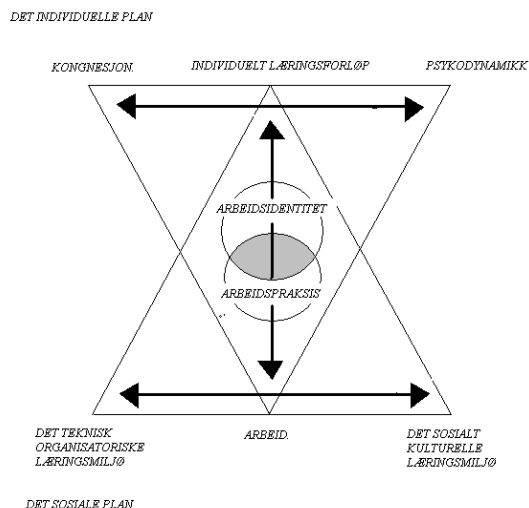 DET INDIVIDUELLE PLAN
KONGNESJON.
INDIVIDUELT LÆRINGSFORLØP
PSYKODYNAMIKK
ARBEIDSIDENTITET
ARBEIDSPRAKSIS
DET TEKNISK
ORGANISATORISKE
LÆRINGSMILJØ
ARBEID.
DET SOSIALT
KULTURELLE
LÆRINGSMILJØ
DET SOSIALE PLAN